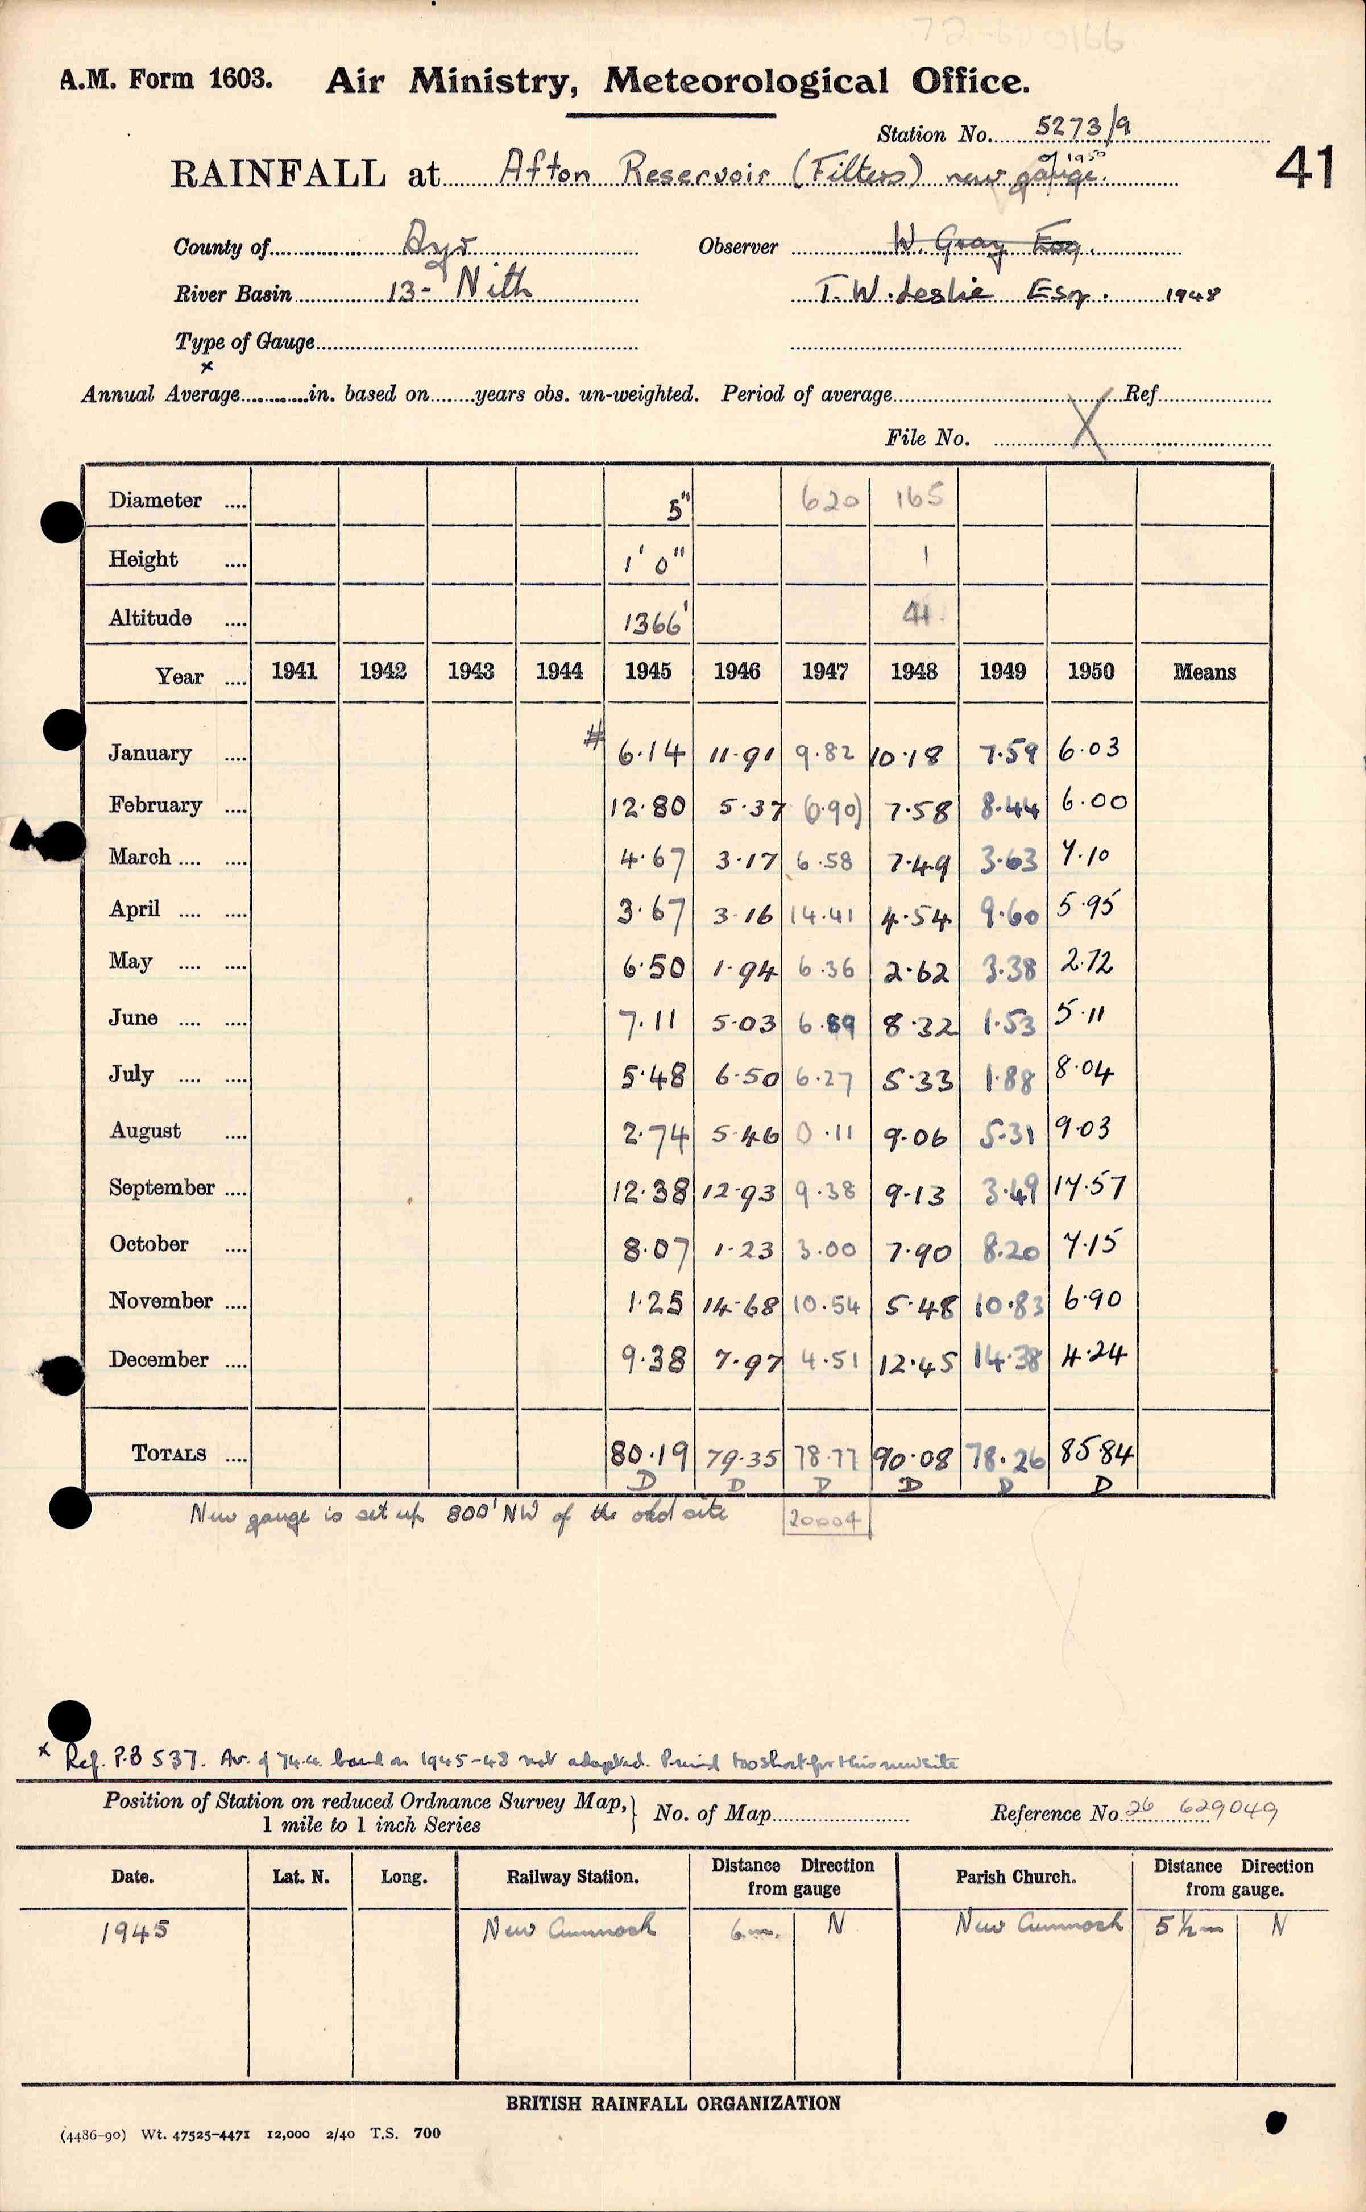 A.M. Form 1603. Air Ministry, Meteorological Office.
Station No. 5273/9
RAINFALL at Afton Reservoir (Filters) new gauge. of 1950
41
County of Ayr Observer W. Gray Esq.
River Basin 13- Nith T. W. Leslie Esq. 1948
Type of Gauge
x
Annual Average in. based on years obs. un-weighted. Period of average Ref
File No. X
Diameter .... 5" 620 165
Height .... 1' 0" 1
Altitude .... 1366' 41
Year .... 1941 1942 1943 1944 1945 1946 1947 1948 1949 1950 Means
January .... # 6.14 11.91 9.82 10.18 7.59 6.03
February .... 12.80 5.37 (0.90) 7.58 8.44 6.00
March .... .... 4.67 3.17 6.58 7.49 3.63 7.10
April .... .... 3.67 3.16 14.41 4.54 9.60 5.95
May .... .... 6.50 1.94 6.36 2.62 3.38 2.72
June .... .... 7.11 5.03 6.89 8.32 1.53 5.11
July .... .... 5.48 6.50 6.27 5.33 1.88 8.04
August .... 2.74 5.46 0.11 9.06 5.31 9.03
September .... 12.38 12.93 9.38 9.13 3.49 17.57
October .... 8.07 1.23 3.00 7.90 8.20 7.15
November .... 1.25 14.68 10.54 5.48 10.83 6.90
December .... 9.38 7.97 4.51 12.45 14.38 4.24
TOTALS .... 80.19 79.35 78.77 90.08 78.26 85.84
D D D D D D
New gauge is set up 800' NW of the old site 20004
x Ref. P.B 537. Av. of 74.4 based on 1945-48 not adopted. Period too short for this new site
Position of Station on reduced Ordnance Survey Map,} No. of Map Reference No 26 629049
1 mile to 1 inch Series
Date. Lat. N. Long. Railway Station. Distance Direction from gauge Parish Church. Distance Direction from gauge.
1945 New Cumnock 6m. N New Cumnock 5½m N
BRITISH RAINFALL ORGANIZATION
(4486-90) Wt. 47525-4471 12,000 2/40 T.S. 700